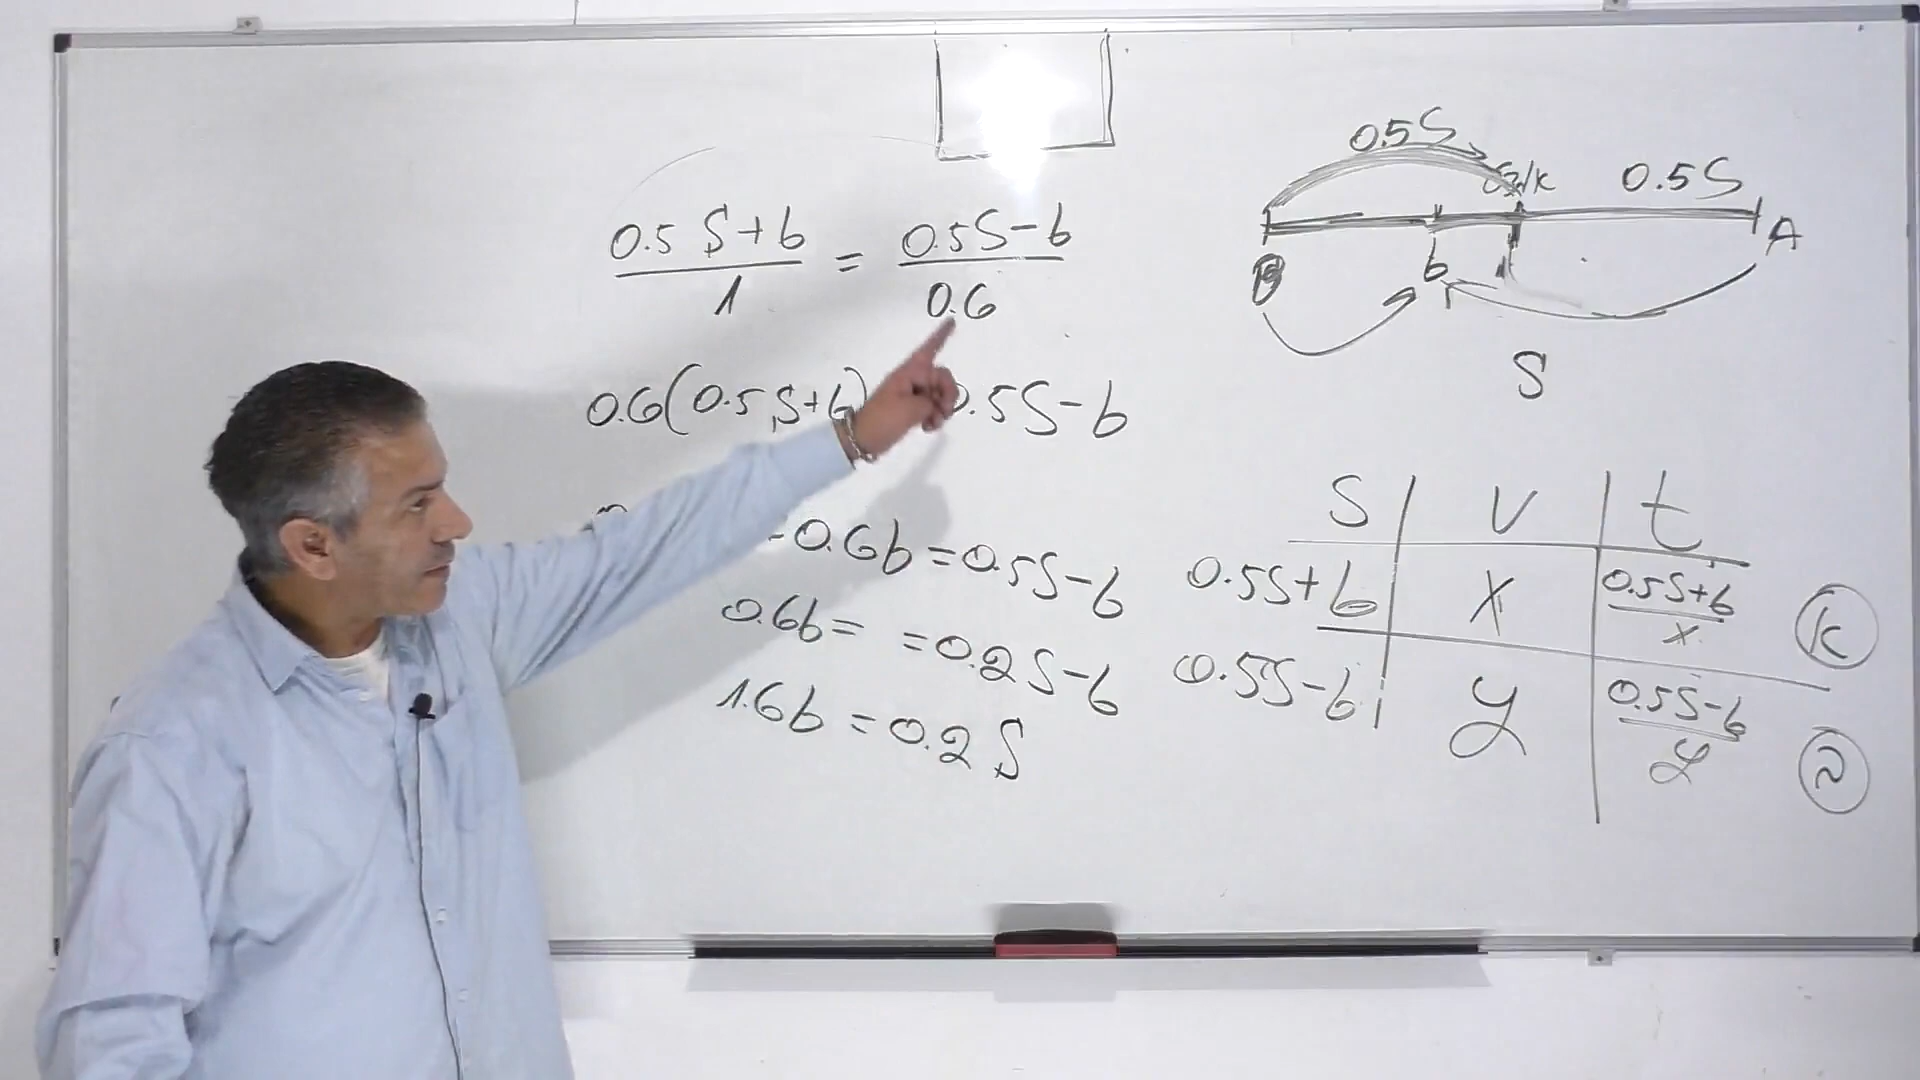 0.5S+b / 1 = 0.5S-b / 0.6
0.6(0.5S+b) 0.5S-b
-0.6b=0.5S-b
0.6b= =0.2S-b
1.6b=0.2S
0.5S
0.5S
A
B
b
S
S | V | t
0.5S+b | x | 0.5S+b / x K
0.5S-b | y | 0.5S-b / y